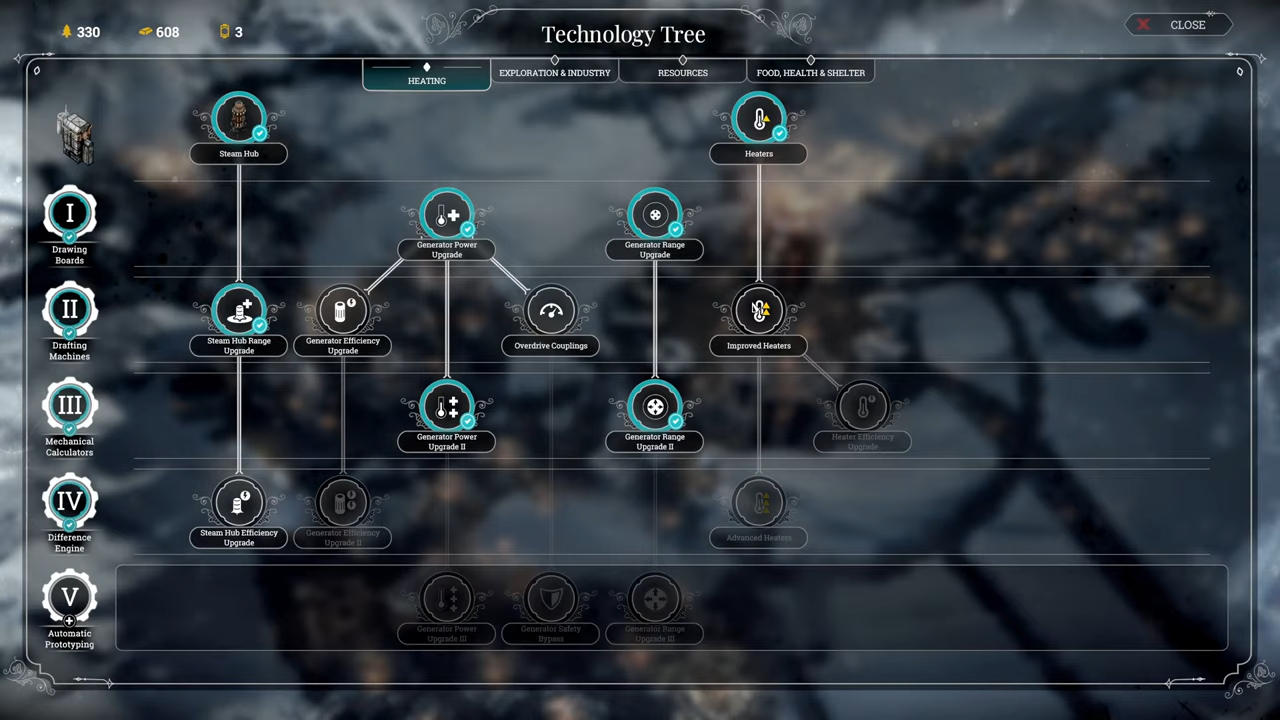 330 608 3
Technology Tree
CLOSE
HEATING
EXPLORATION & INDUSTRY
RESOURCES
FOOD, HEALTH & SHELTER
Steam Hub
Heaters
I
Drawing
Boards
Generator Power
Upgrade
Generator Range
Upgrade
II
Drafting
Machines
Steam Hub Range
Upgrade
Generator Efficiency
Upgrade
Overdrive Couplings
Improved Heaters
III
Mechanical
Calculators
Generator Power
Upgrade II
Generator Range
Upgrade II
Heater Efficiency
Upgrade
IV
Difference
Engine
Steam Hub Efficiency
Upgrade
Generator Efficiency
Upgrade II
Advanced Heaters
V
Automatic
Prototyping
Generator Power
Upgrade III
Generator Safety
Bypass
Generator Range
Upgrade III